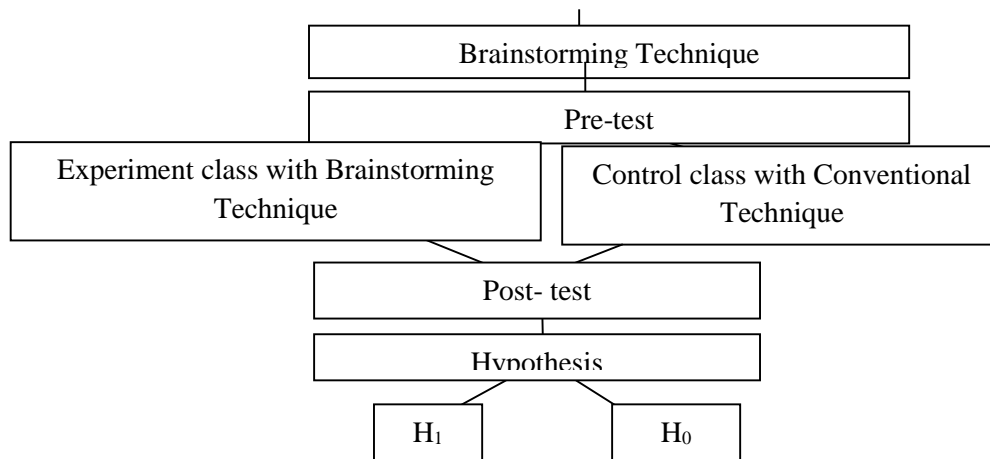 Brainstorming Technique
Pre-test
Experiment class with Brainstorming
Technique
Control class with Conventional
Technique
Post- test
Hypothesis
H₁
H₀